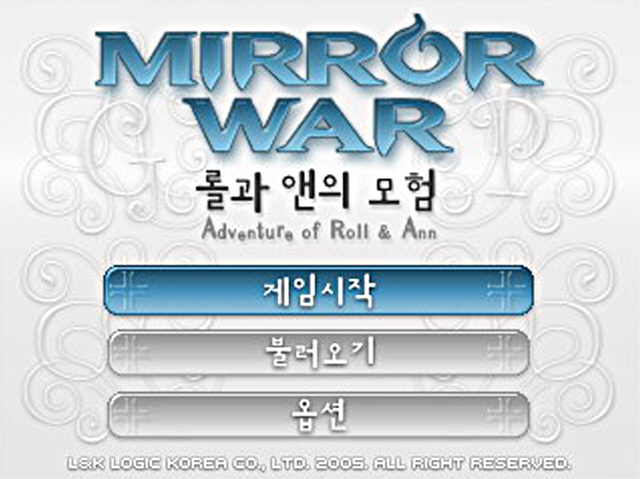 MIRROR
WAR
롤과 앤의 모험
Adventure of Roll & Ann
게임시작
불러오기
옵션
L&K LOGIC KOREA CO., LTD. 2005. ALL RIGHT RESERVED.